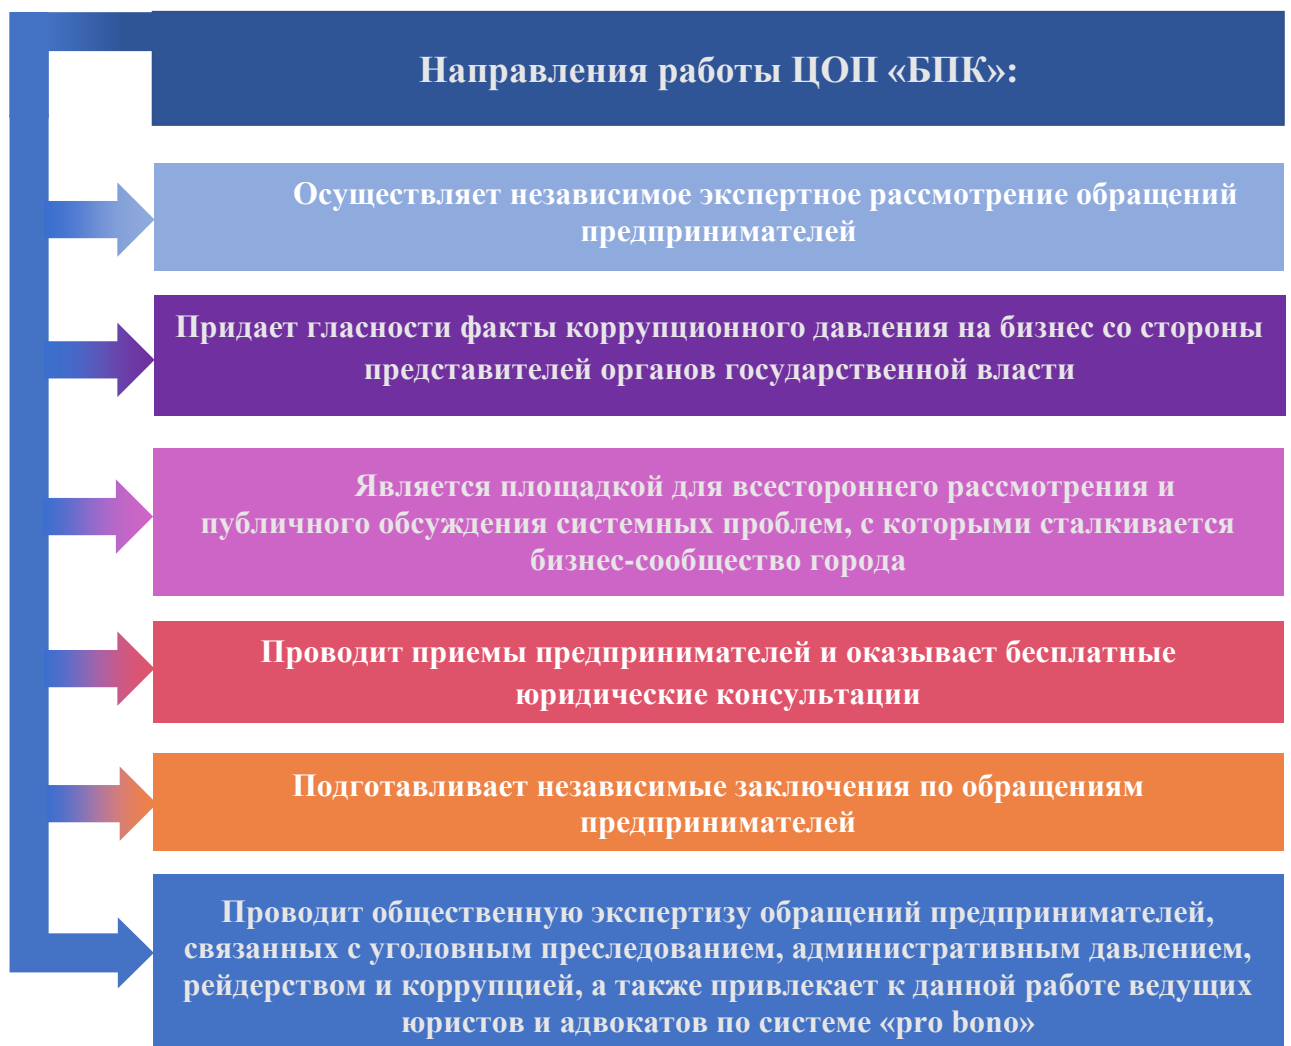 Направления работы ЦОП «БПК»:
Осуществляет независимое экспертное рассмотрение обращений
предпринимателей
Придает гласности факты коррупционного давления на бизнес со стороны
представителей органов государственной власти
Является площадкой для всестороннего рассмотрения и
публичного обсуждения системных проблем, с которыми сталкивается
бизнес-сообщество города
Проводит приемы предпринимателей и оказывает бесплатные
юридические консультации
Подготавливает независимые заключения по обращениям
предпринимателей
Проводит общественную экспертизу обращений предпринимателей,
связанных с уголовным преследованием, административным давлением,
рейдерством и коррупцией, а также привлекает к данной работе ведущих
юристов и адвокатов по системе «pro bono»